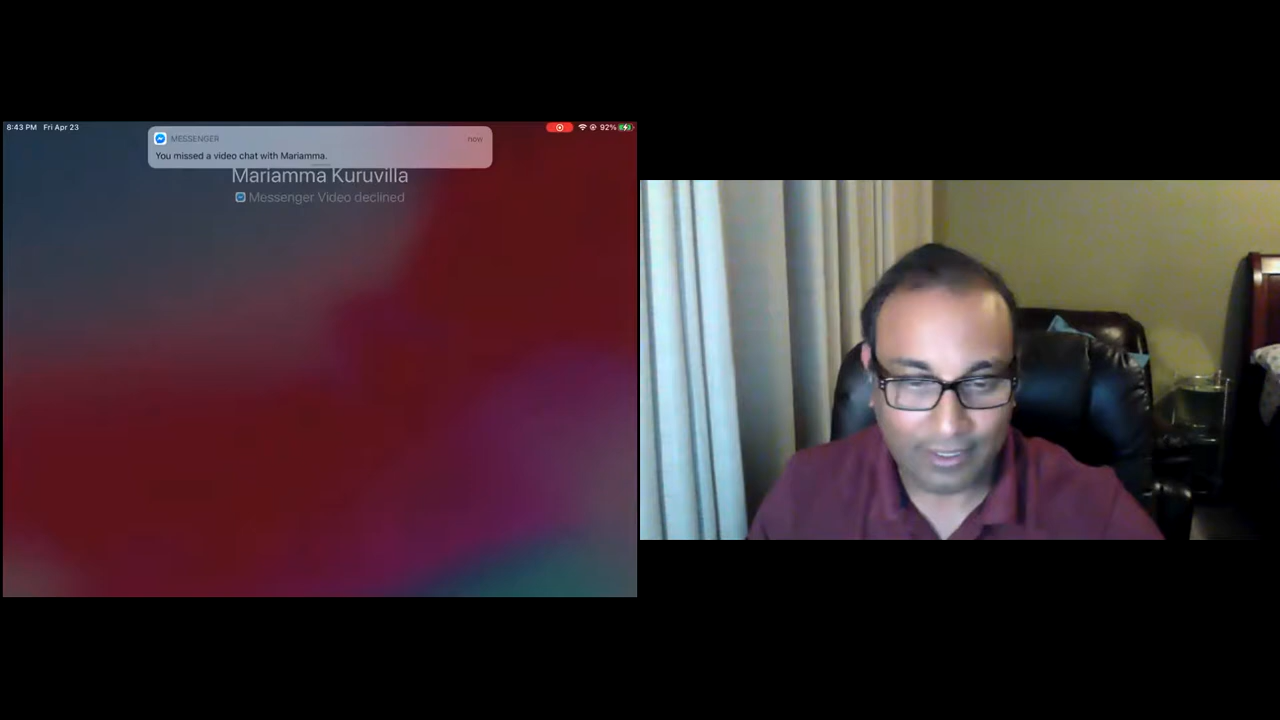 8:43 PM Fri Apr 23
92%
MESSENGER
now
You missed a video chat with Mariamma.
Mariamma Kuruvilla
Messenger Video declined